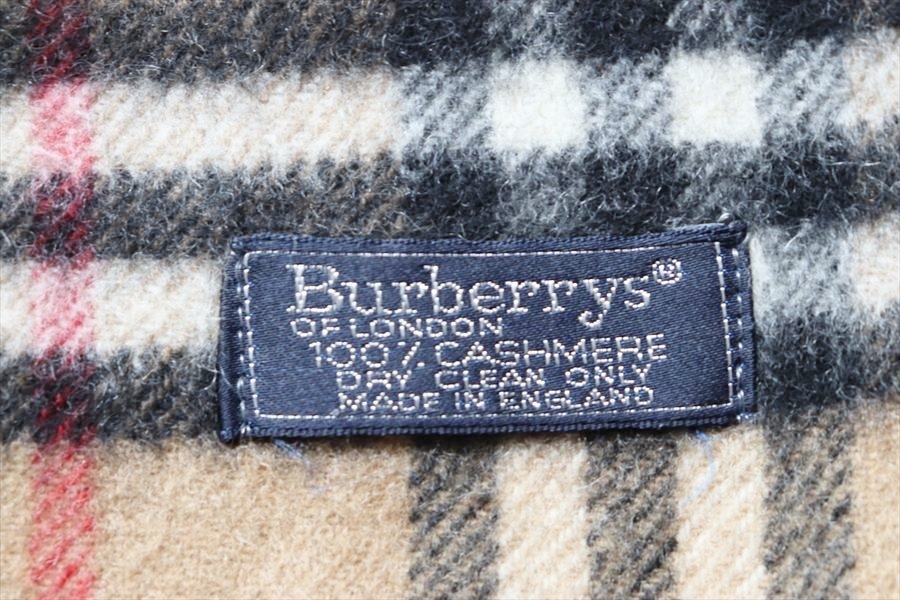 Burberrys®
OF LONDON
100% CASHMERE
DRY CLEAN ONLY
MADE IN ENGLAND